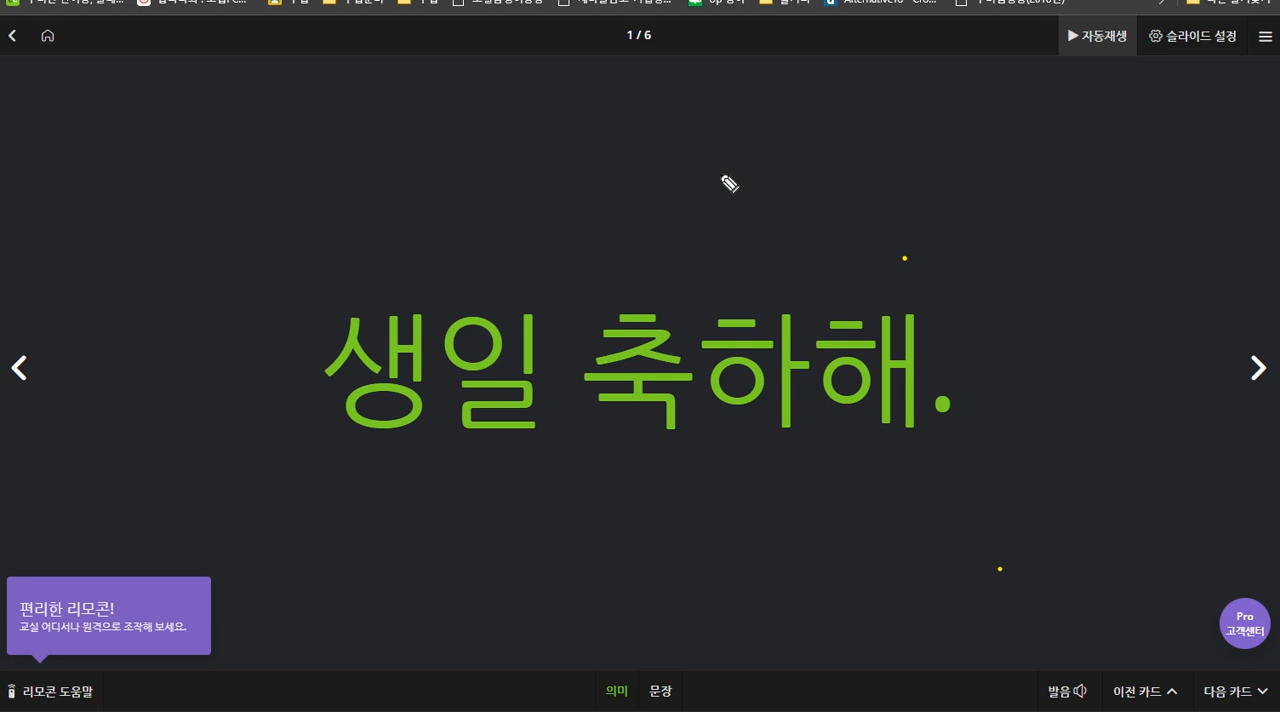 1 / 6
자동재생
슬라이드 설정
생일 축하해.
편리한 리모콘!
교실 어디서나 원격으로 조작해 보세요.
Pro
고객센터
리모콘 도움말
의미
문장
발음
이전 카드
다음 카드